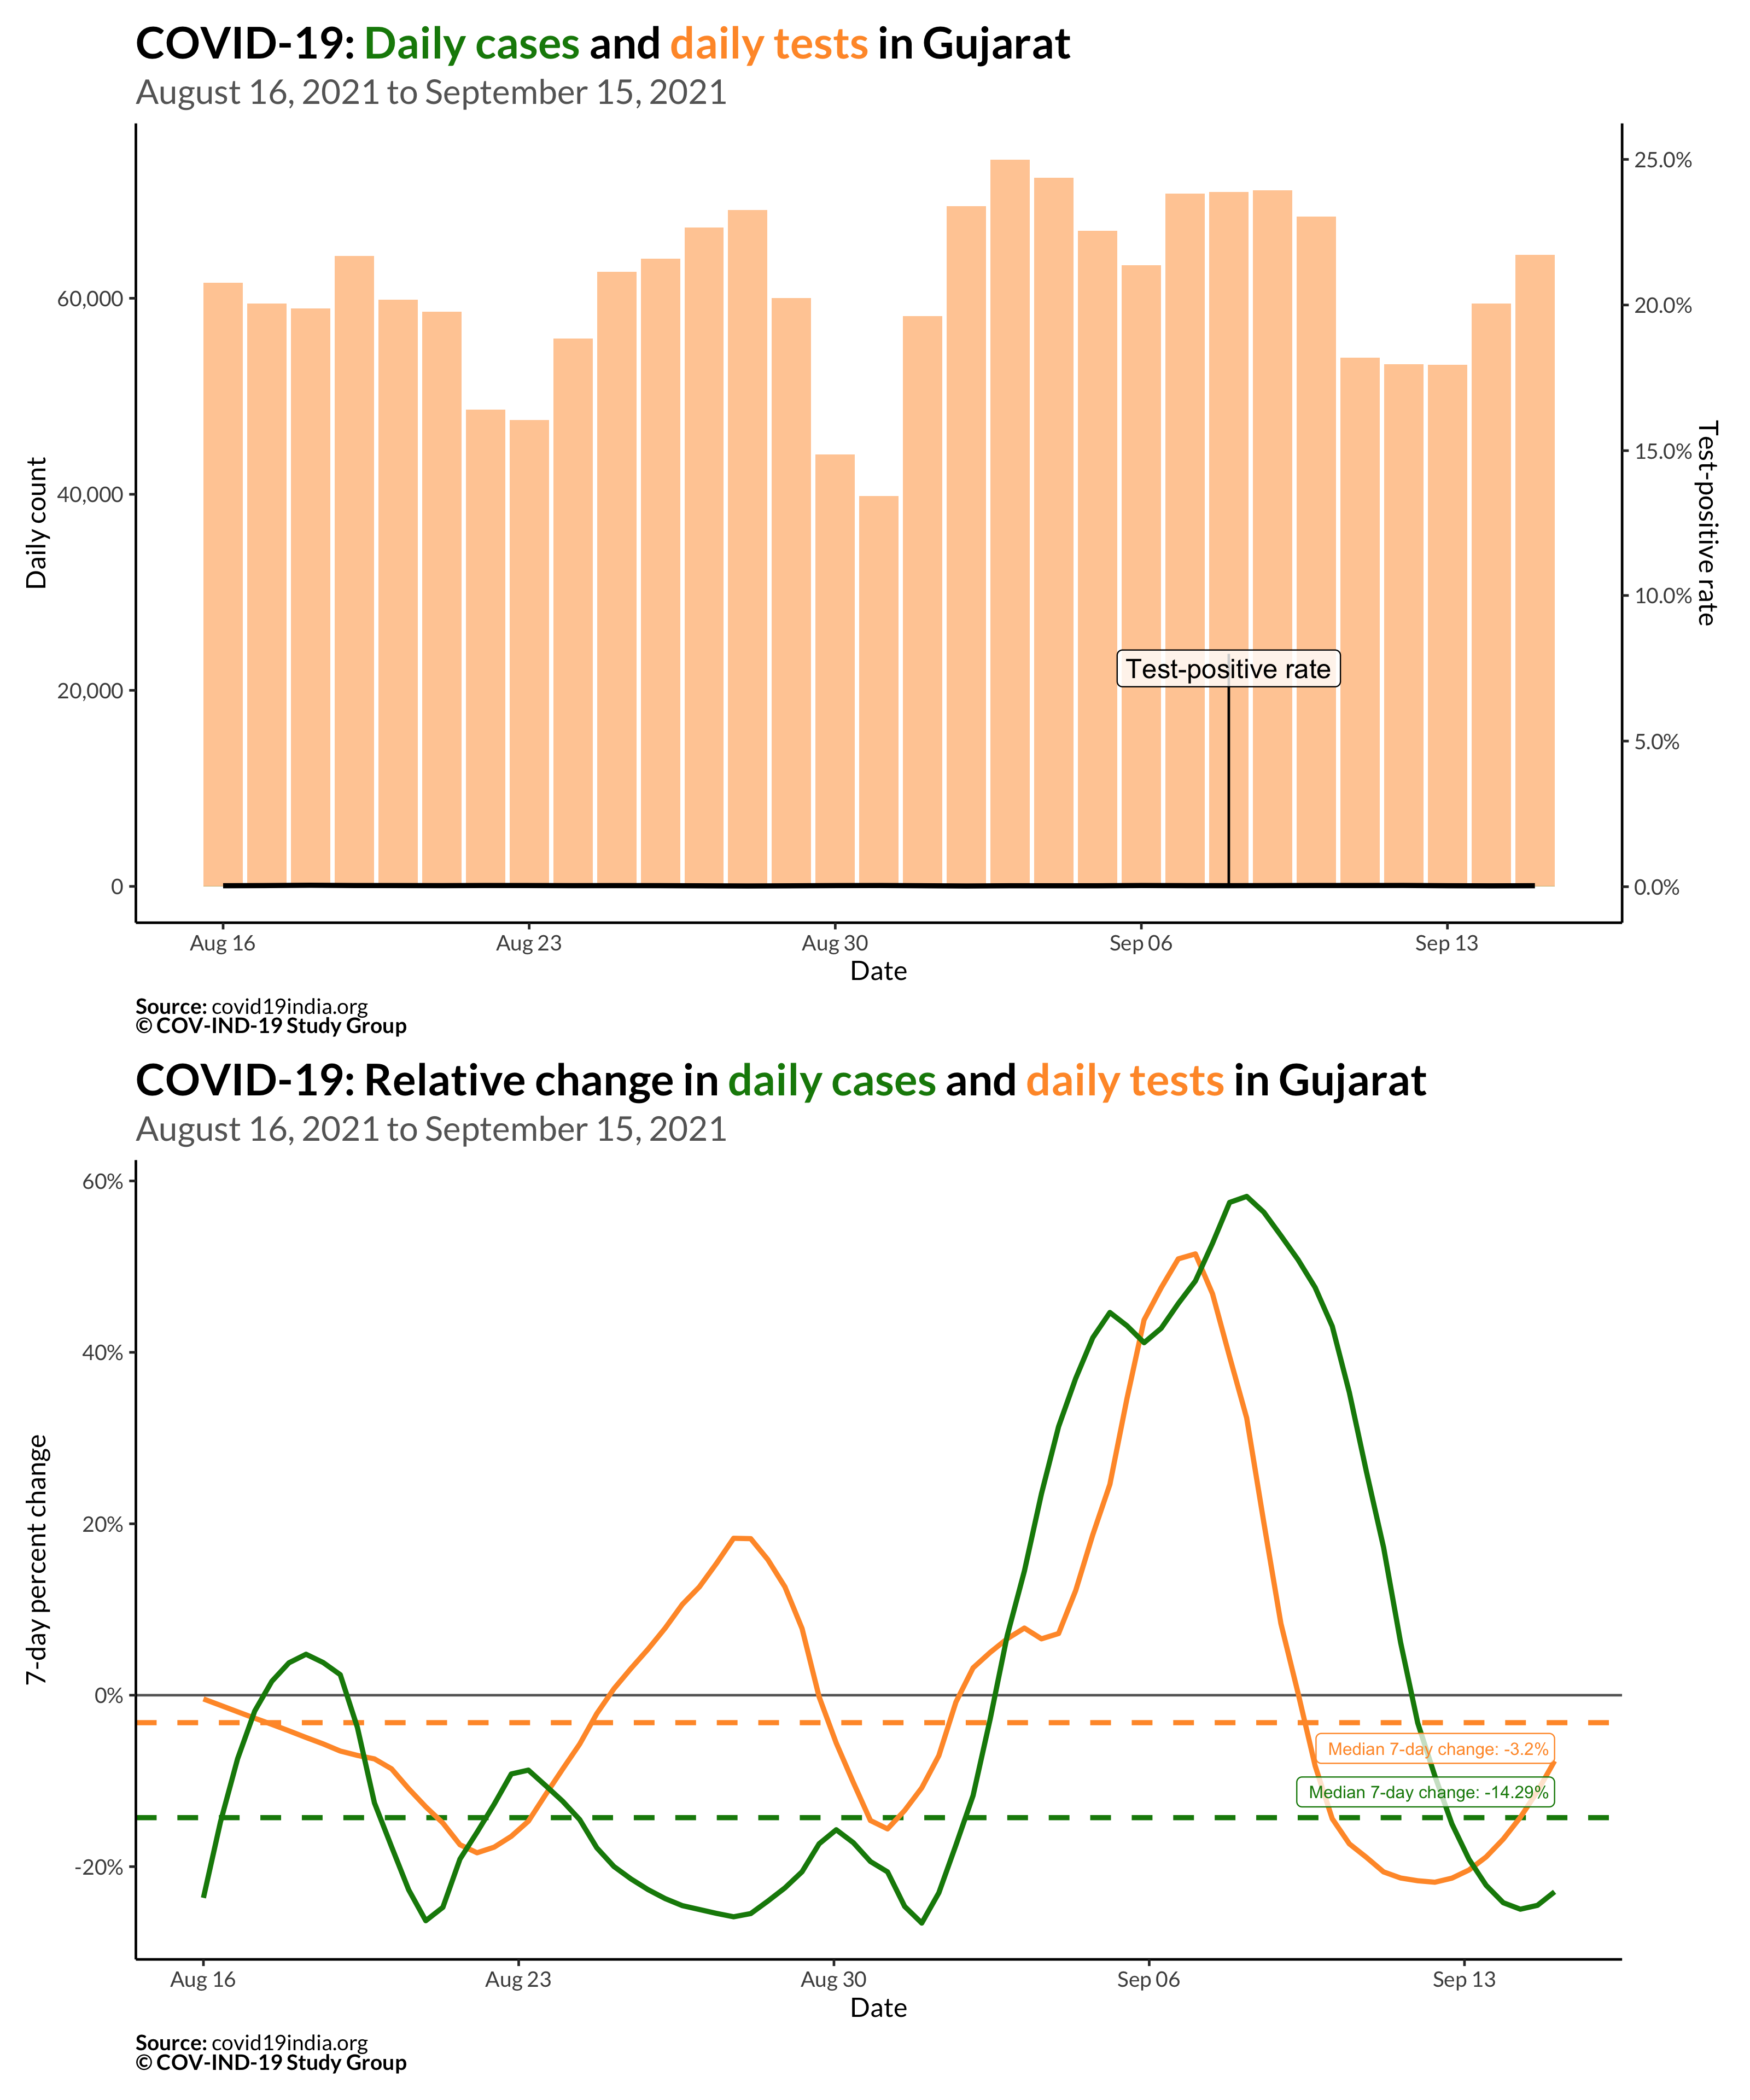 COVID-19: Daily cases and daily tests in Gujarat
August 16, 2021 to September 15, 2021
25.0%
60,000
20.0%
Daily count
40,000
15.0%
Test-positive rate
10.0%
Test-positive rate
20,000
5.0%
0
0.0%
Aug 16 Aug 23 Aug 30 Sep 06 Sep 13
Date
Source: covid19india.org
© COV-IND-19 Study Group
COVID-19: Relative change in daily cases and daily tests in Gujarat
August 16, 2021 to September 15, 2021
60%
40%
7-day percent change
20%
0%
Median 7-day change: -3.2%
Median 7-day change: -14.29%
-20%
Aug 16 Aug 23 Aug 30 Sep 06 Sep 13
Date
Source: covid19india.org
© COV-IND-19 Study Group